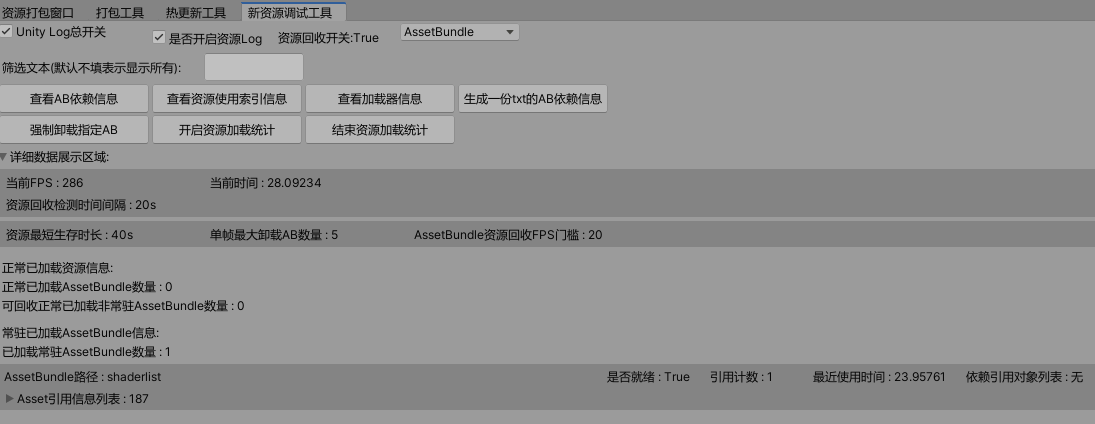 资源打包窗口 打包工具 热更新工具 新资源调试工具
Unity Log总开关 是否开启资源Log 资源回收开关:True AssetBundle
筛选文本(默认不填表示显示所有):
查看AB依赖信息 查看资源使用索引信息 查看加载器信息 生成一份txt的AB依赖信息
强制卸载指定AB 开启资源加载统计 结束资源加载统计
详细数据展示区域:
当前FPS : 286 当前时间 : 28.09234
资源回收检测时间间隔 : 20s
资源最短生存时长 : 40s 单帧最大卸载AB数量 : 5 AssetBundle资源回收FPS门槛 : 20
正常已加载资源信息:
正常已加载AssetBundle数量 : 0
可回收正常已加载非常驻AssetBundle数量 : 0
常驻已加载AssetBundle信息:
已加载常驻AssetBundle数量 : 1
AssetBundle路径 : shaderlist 是否就绪 : True 引用计数 : 1 最近使用时间 : 23.95761 依赖引用对象列表 : 无
Asset引用信息列表 : 187